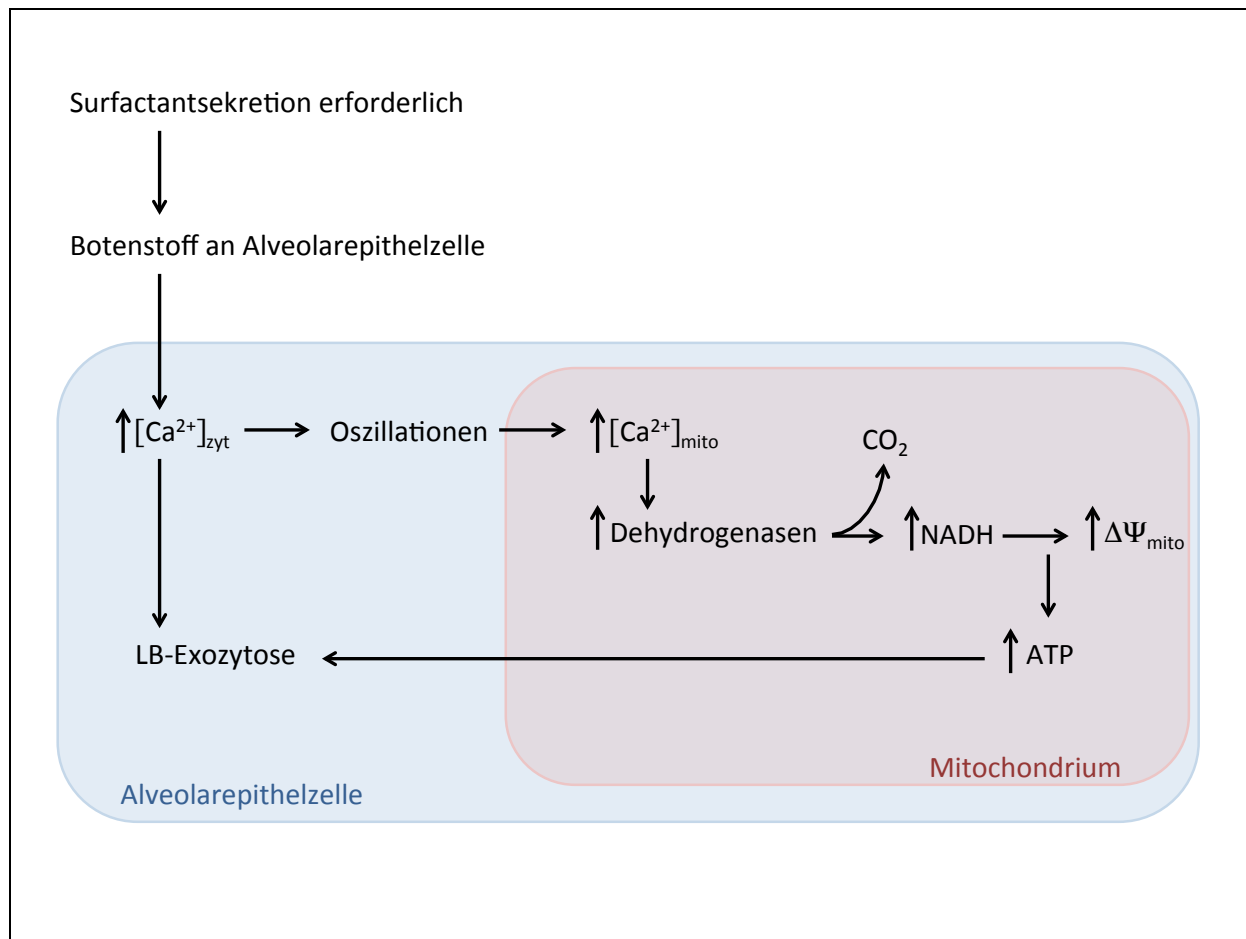 Surfactantsekretion erforderlich
Botenstoff an Alveolarepithelzelle
[Ca²⁺]zyt
Oszillationen
[Ca²⁺]mito
CO₂
Dehydrogenasen
NADH
ΔΨmito
LB-Exozytose
ATP
Mitochondrium
Alveolarepithelzelle